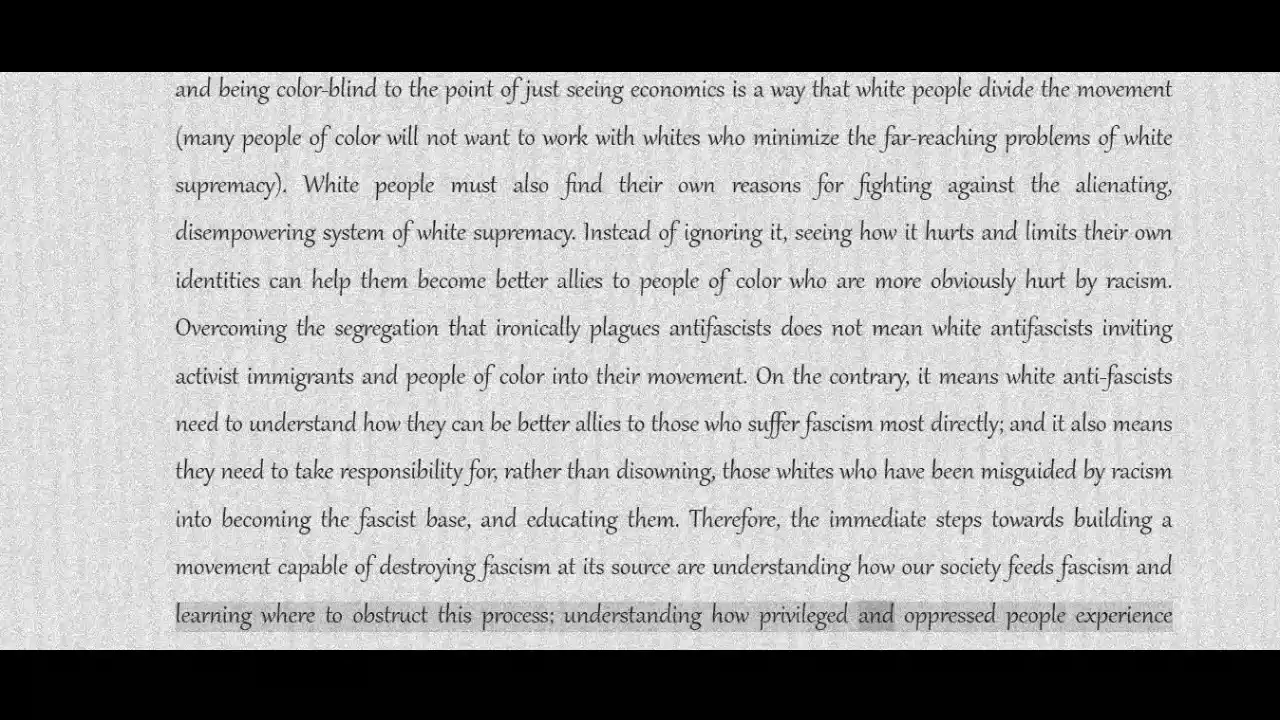 and being color-blind to the point of just seeing economics is a way that white people divide the movement
(many people of color will not want to work with whites who minimize the far-reaching problems of white
supremacy). White people must also find their own reasons for fighting against the alienating,
disempowering system of white supremacy. Instead of ignoring it, seeing how it hurts and limits their own
identities can help them become better allies to people of color who are more obviously hurt by racism.
Overcoming the segregation that ironically plagues antifascists does not mean white antifascists inviting
activist immigrants and people of color into their movement. On the contrary, it means white anti-fascists
need to understand how they can be better allies to those who suffer fascism most directly; and it also means
they need to take responsibility for, rather than disowning, those whites who have been misguided by racism
into becoming the fascist base, and educating them. Therefore, the immediate steps towards building a
movement capable of destroying fascism at its source are understanding how our society feeds fascism and
learning where to obstruct this process; understanding how privileged and oppressed people experience